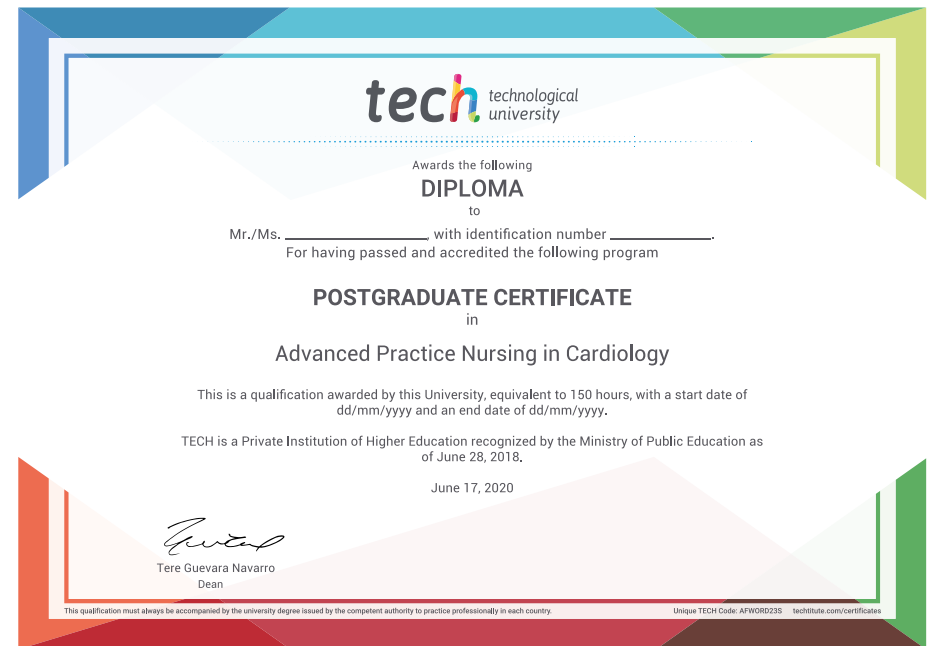 tech technological
university
Awards the following
DIPLOMA
to
Mr./Ms. ____________________, with identification number ______________.
For having passed and accredited the following program
POSTGRADUATE CERTIFICATE
in
Advanced Practice Nursing in Cardiology
This is a qualification awarded by this University, equivalent to 150 hours, with a start date of
dd/mm/yyyy and an end date of dd/mm/yyyy.
TECH is a Private Institution of Higher Education recognized by the Ministry of Public Education as
of June 28, 2018.
June 17, 2020
Tere Guevara Navarro
Dean
This qualification must always be accompanied by the university degree issued by the competent authority to practice professionally in each country.
Unique TECH Code: AFWORD23S techtitute.com/certificates